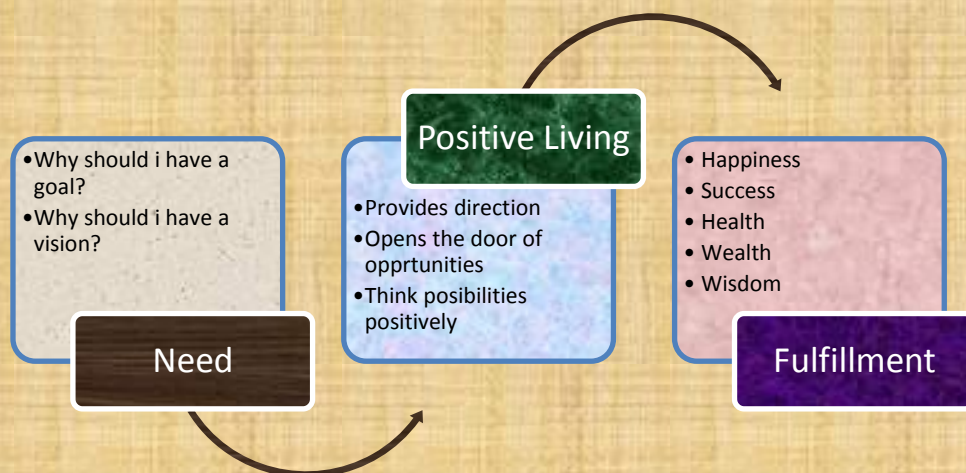 •Why should i have a
goal?
•Why should i have a
vision?
Need
Positive Living
•Provides direction
•Opens the door of
opprtunities
•Think posibilities
positively
• Happiness
• Success
• Health
• Wealth
• Wisdom
Fulfillment